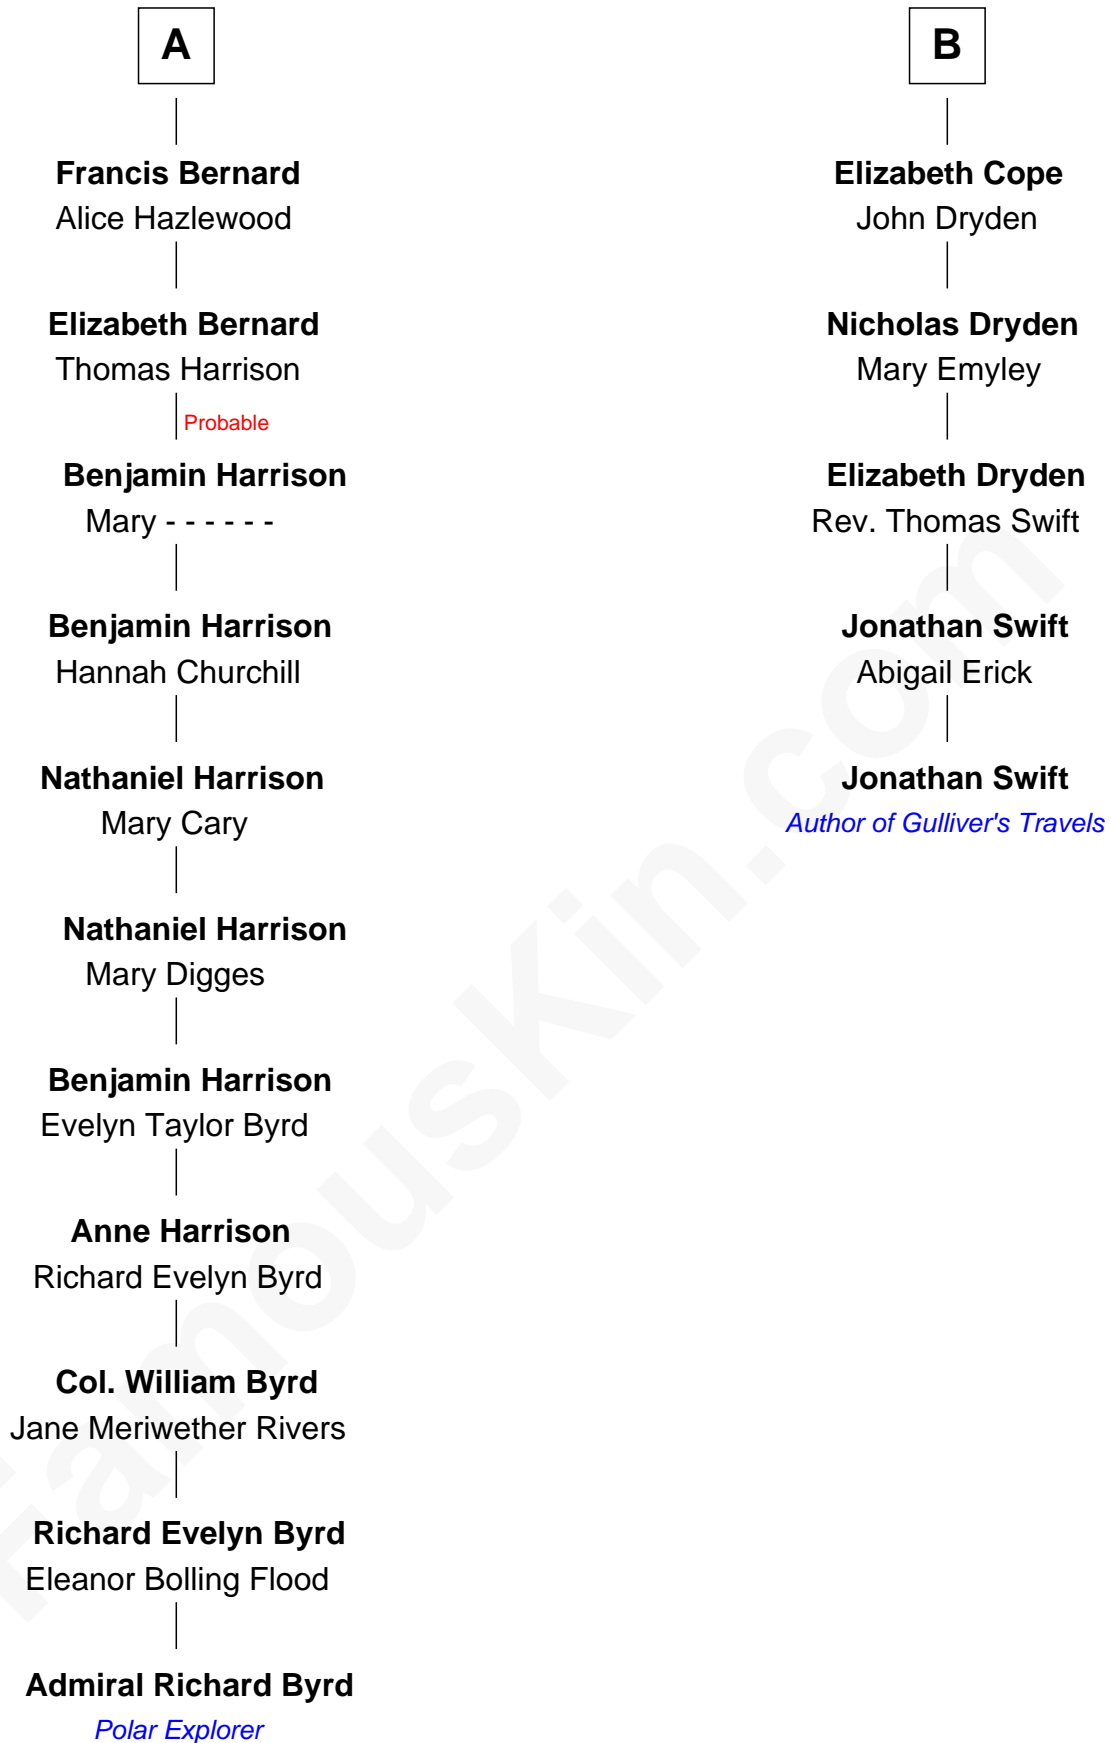 A
Francis Bernard
Alice Hazlewood
Elizabeth Bernard
Thomas Harrison
Probable
Benjamin Harrison
Mary - - - - - -
Benjamin Harrison
Hannah Churchill
Nathaniel Harrison
Mary Cary
Nathaniel Harrison
Mary Digges
Benjamin Harrison
Evelyn Taylor Byrd
Anne Harrison
Richard Evelyn Byrd
Col. William Byrd
Jane Meriwether Rivers
Richard Evelyn Byrd
Eleanor Bolling Flood
Admiral Richard Byrd
Polar Explorer
B
Elizabeth Cope
John Dryden
Nicholas Dryden
Mary Emyley
Elizabeth Dryden
Rev. Thomas Swift
Jonathan Swift
Abigail Erick
Jonathan Swift
Author of Gulliver's Travels
FamousKin.com